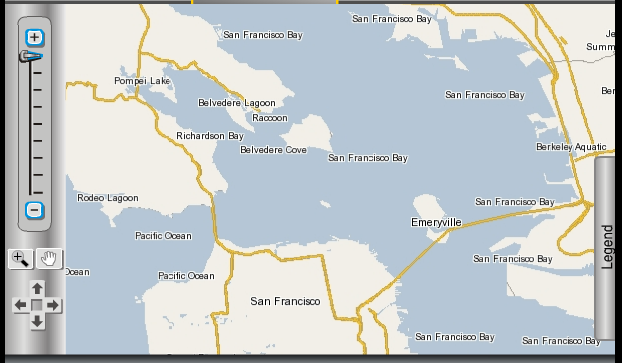 San Francisco Bay
San Francisco Bay
Je
Summ
Pompei Lake
Ber
San Francisco Bay
Belvedere Lagoon
Raccoon
Richardson Bay
Belvedere Cove
Berkeley Aquatic
San Francisco Bay
Rodeo Lagoon
San Francisco Bay
Emeryville
Pacific Ocean
Legend
San Francisco Bay
Ocean
Pacific Ocean
San Francisco
San Francisco Bay
San Francisco Bay